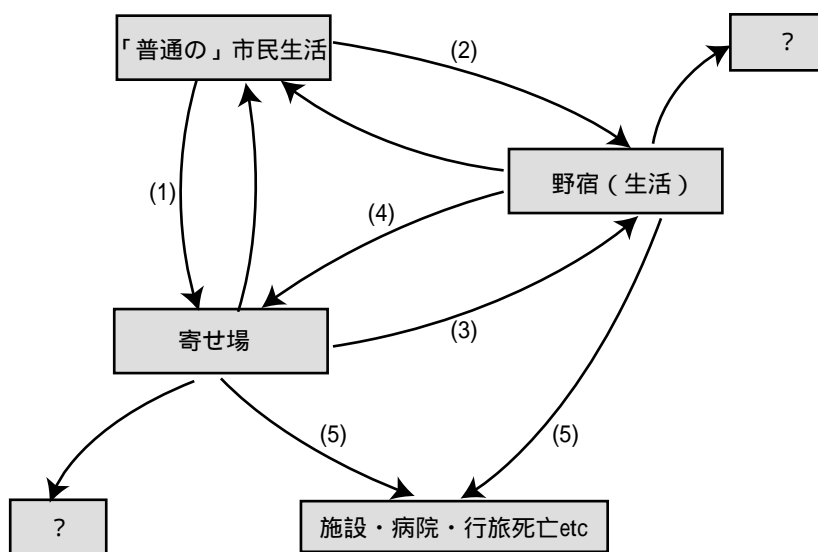 「普通の」市民生活
(2)
?
(1)
(4)
野宿(生活)
寄せ場
(3)
(5)
(5)
?
施設・病院・行旅死亡etc